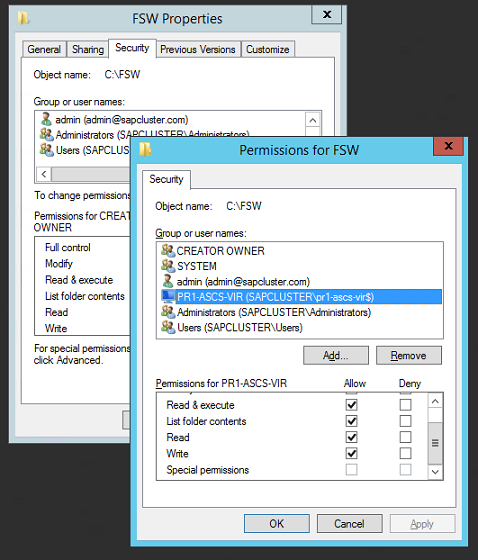 FSW Properties
General
Sharing
Security
Previous Versions
Customize
Object name: C:\FSW
Group or user names:
admin (admin@sapcluster.com)
Administrators (SAPCLUSTER\Administrators)
Users (SAPCLUSTER
To change permissions
Permissions for CREAT
OWNER
Full control
Modify
Read & execute
List folder contents
Read
Write
For special permissions
click Advanced.
Permissions for FSW
Security
Object name: C:\FSW
Group or user names:
CREATOR OWNER
SYSTEM
admin (admin@sapcluster.com)
PR1-ASCS-VIR (SAPCLUSTER\pr1-ascs-vir$)
Administrators (SAPCLUSTER\Administrators)
Users (SAPCLUSTER\Users)
Add...
Remove
Permissions for PR1-ASCS-VIR Allow Deny
Read & execute
List folder contents
Read
Write
Special permissions
OK
Cancel
Apply